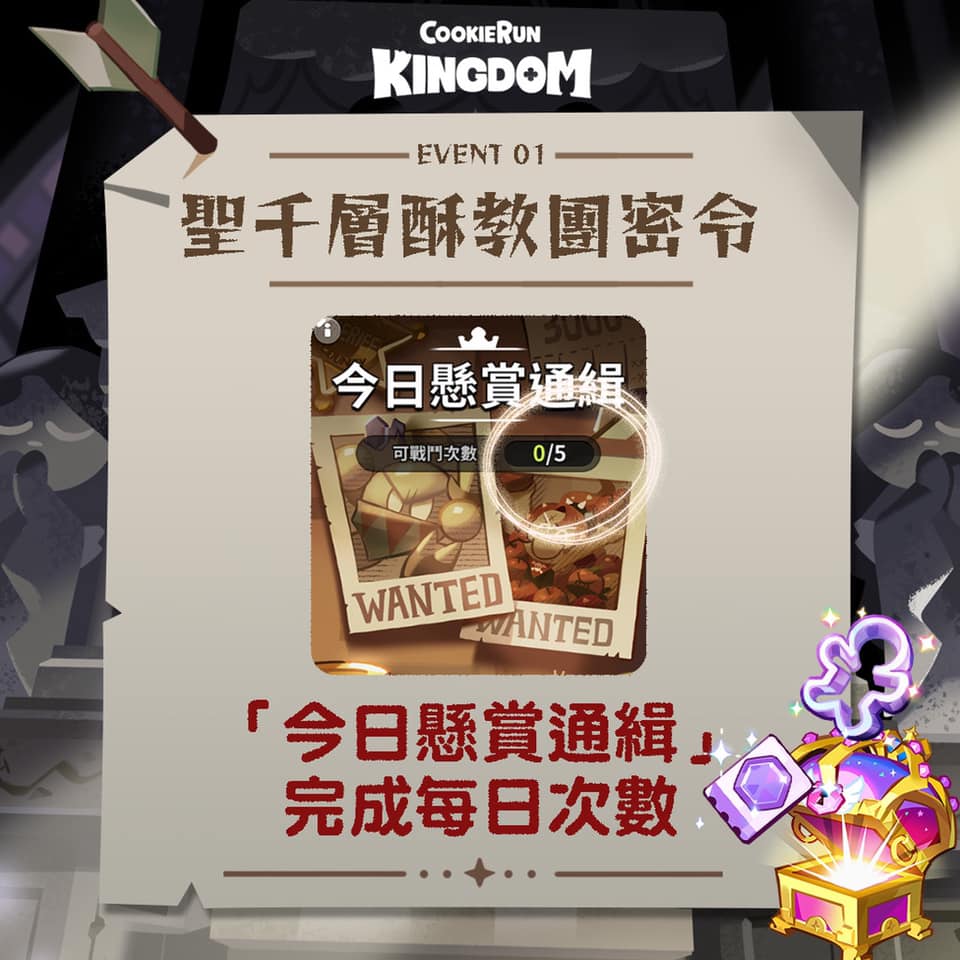 COOKIERUN
KINGDOM
EVENT 01
聖千層酥教團密令
3000
今日懸賞通緝
可戰鬥次數 0/5
WANTED
WANTED
「今日懸賞通緝」
完成每日次數